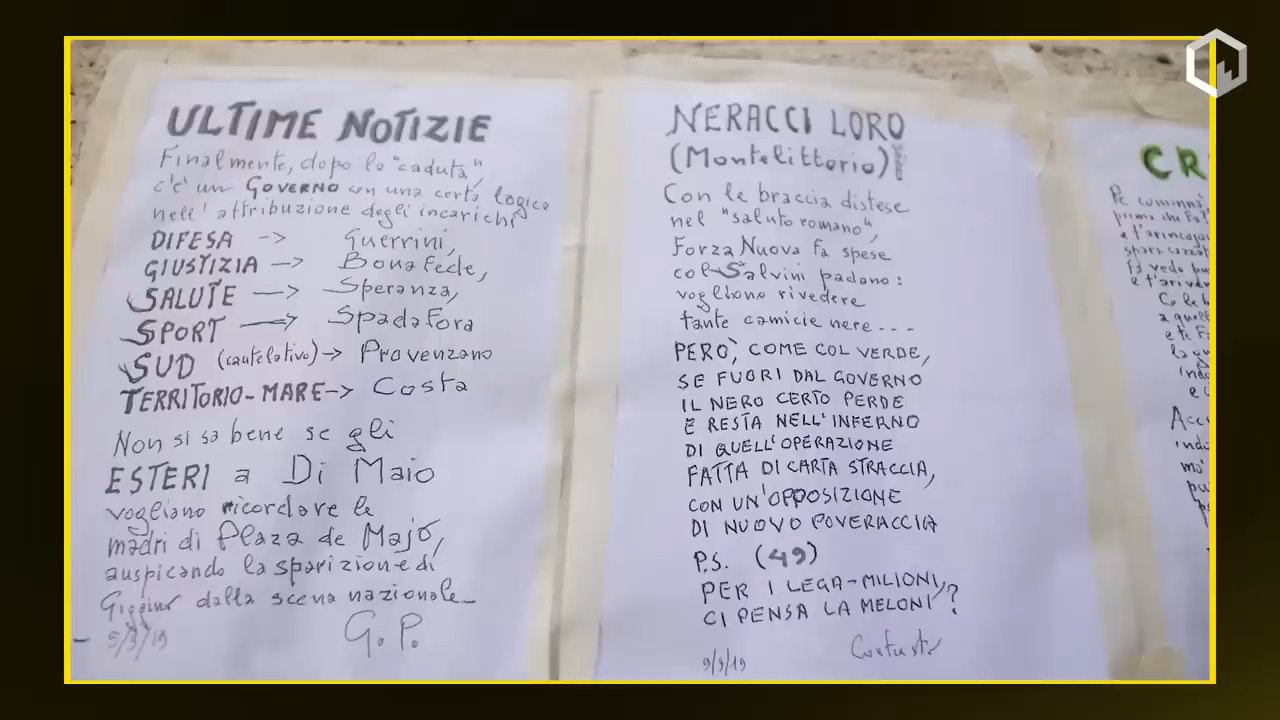 ULTIME NOTIZIE
Finalmente, dopo la "caduta",
c'è un GOVERNO con una certa logica
nell'attribuzione degli incarichi
DIFESA -> Guerrini,
GIUSTIZIA -> Bonafede,
SALUTE -> Speranza,
SPORT -> Spadafora
SUD (cautelativo) -> Provenzano
TERRITORIO-MARE -> Costa
Non si sa bene se gli
ESTERI a Di Maio
vogliano ricordare le
madri di Plaza de Majo,
auspicando la sparizione di
Giggino dalla scena nazionale_
G.P.
NERACCI LORO
(Montelittorio)
Con le braccia distese
nel "saluto romano",
Forza Nuova fa spese
col Salvini padano:
vogliono rivedere
tante camicie nere---
PERÒ, COME COL VERDE,
SE FUORI DAL GOVERNO
IL NERO CERTO PERDE
E RESTA NELL'INFERNO
DI QUELL'OPERAZIONE
FATTA DI CARTA STRACCIA,
CON UN'OPPOSIZIONE
DI NUOVO POVERACCIA
P.S. (49)
PER I LEGA-MILIONI,
CI PENSA LA MELONI?
9/9/19
CR